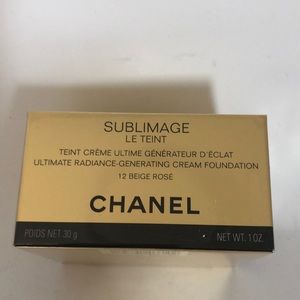 SUBLIMAGE
LE TEINT
TEINT CRÈME ULTIME GÉNÉRATEUR D'ÉCLAT
ULTIMATE RADIANCE-GENERATING CREAM FOUNDATION
12 BEIGE ROSÉ
CHANEL
POIDS NET 30 g NET WT. 1 OZ.